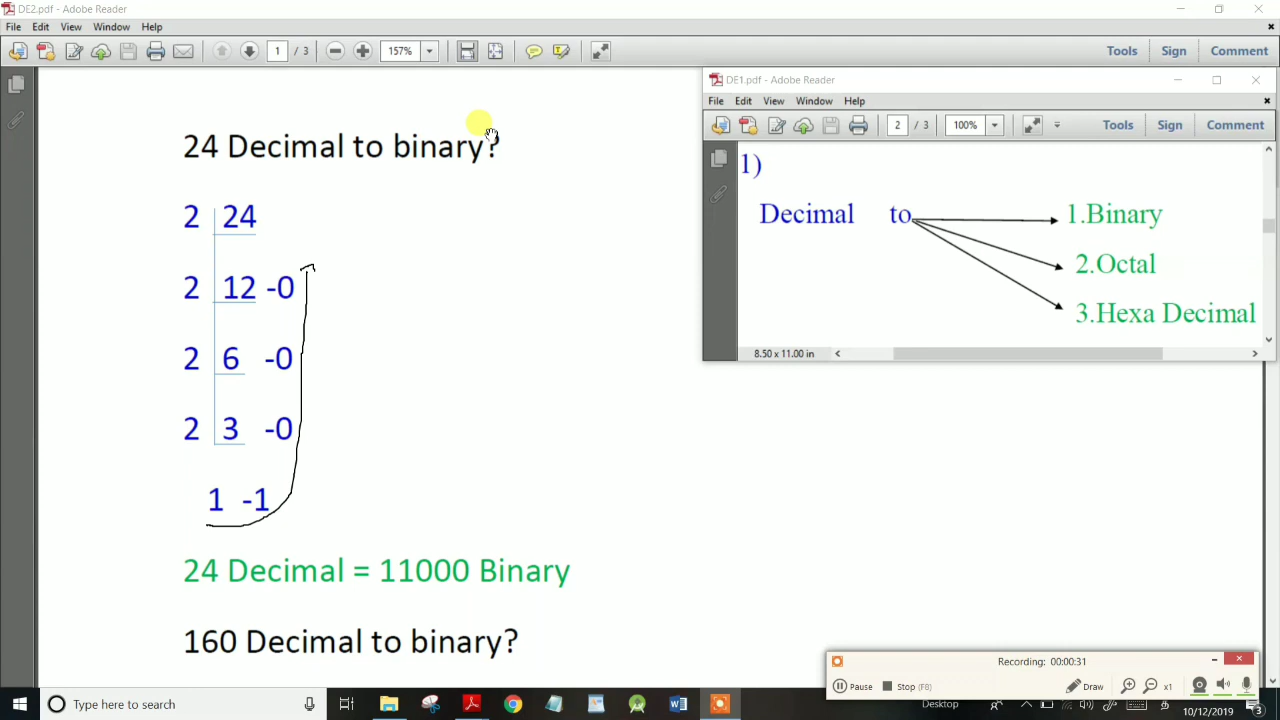 DE2.pdf - Adobe Reader
File Edit View Window Help
1 / 3 157% Tools Sign Comment
24 Decimal to binary?
2 24
2 12 -0
2 6 -0
2 3 -0
1 -1
24 Decimal = 11000 Binary
160 Decimal to binary?
DE1.pdf - Adobe Reader
File Edit View Window Help
2 / 3 100% Tools Sign Comment
1)
Decimal to 1.Binary
2.Octal
3.Hexa Decimal
8.50 x 11.00 in
Recording: 00:00:31
Pause Stop (F8) Draw x1
Type here to search
Desktop
10/12/2019
3